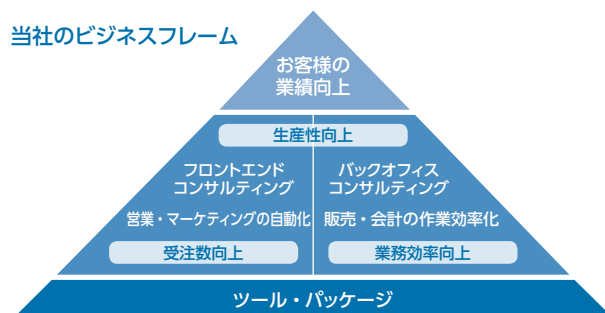 当社のビジネスフレーム
お客様の
業績向上
生産性向上
フロントエンド
コンサルティング
営業・マーケティングの自動化
受注数向上
バックオフィス
コンサルティング
販売・会計の作業効率化
業務効率向上
ツール・パッケージ